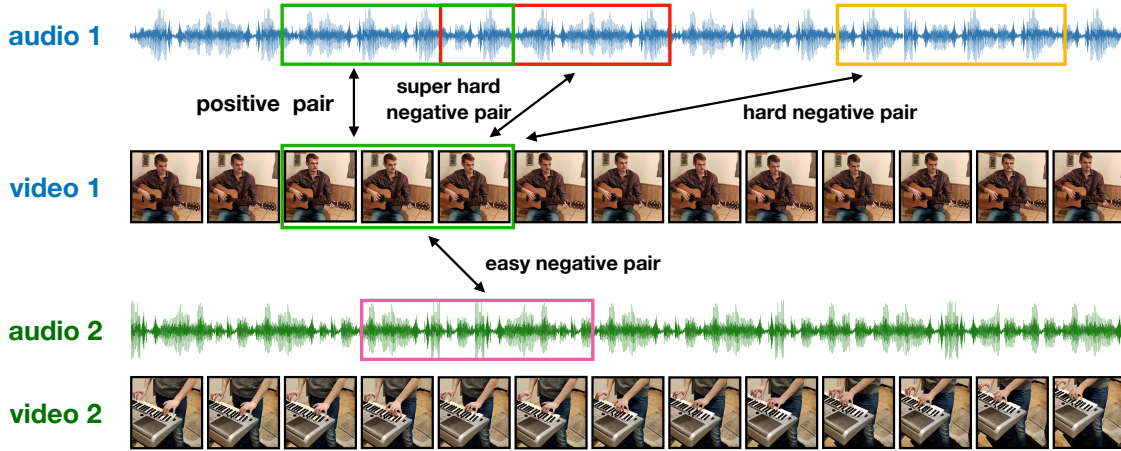 audio 1
positive pair
super hard
negative pair
hard negative pair
video 1
easy negative pair
audio 2
video 2